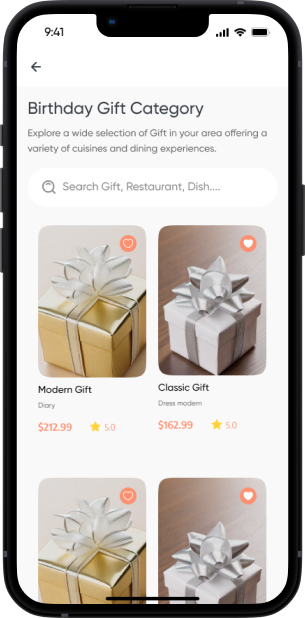 9:41
Birthday Gift Category
Explore a wide selection of Gift in your area offering a
variety of cuisines and dining experiences.
Search Gift, Restaurant, Dish....
Modern Gift
Diary
$212.99
5.0
Classic Gift
Dress modern
$162.99
5.0